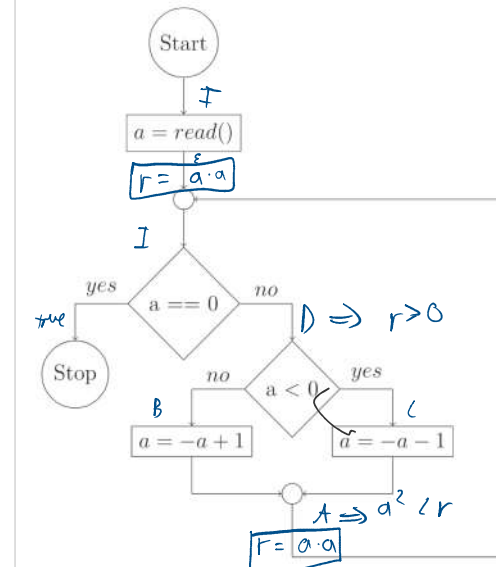 Start
I
a = read()
ε
r = a·a
I
yes
a == 0
no
true
D ⇒ r>0
Stop
no
a < 0
yes
B
C
a = −a + 1
a = −a − 1
A ⇒ a² < r
r = a·a